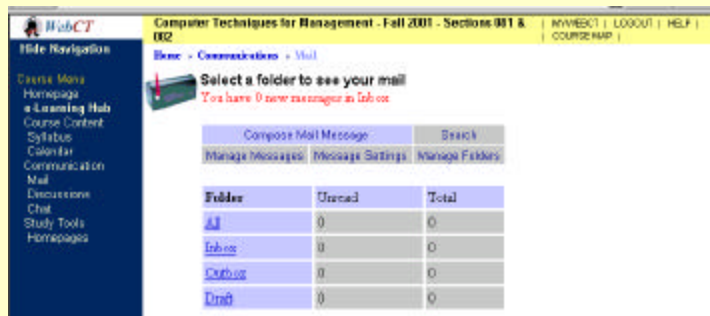 WebCT
Hide Navigation
Course Menu
Homepage
e-Learning Hub
Course Content
Syllabus
Calendar
Communication
Mail
Discussions
Chat
Study Tools
Homepages
Computer Techniques for Management - Fall 2001 - Sections 001 &
002
| MYWEBCT | LOGOUT | HELP |
| COURSE MAP |
Home › Communications › Mail
Select a folder to see your mail
You have 0 new messages in Inbox
Compose Mail Message Search
Manage Messages Message Settings Manage Folders
Folder Unread Total
All 0 0
Inbox 0 0
Outbox 0 0
Draft 0 0